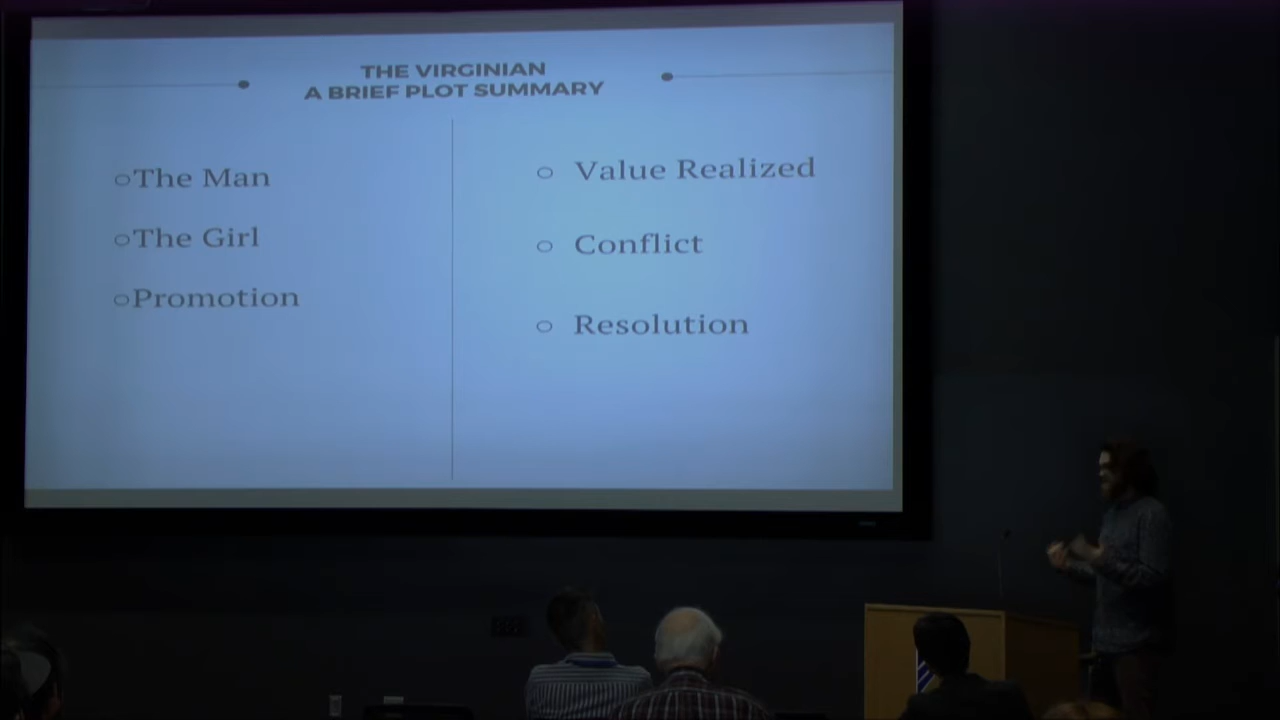 THE VIRGINIAN
A BRIEF PLOT SUMMARY
The Man
The Girl
Promotion
Value Realized
Conflict
Resolution